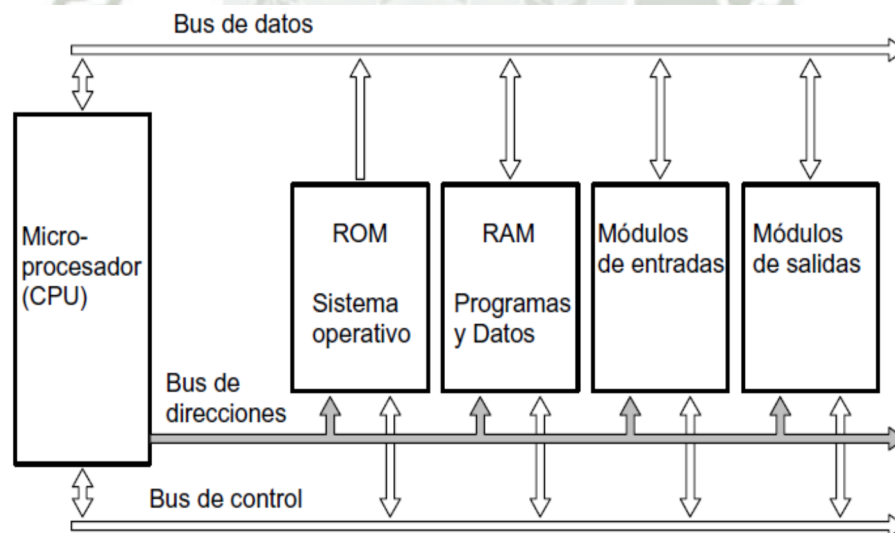 Bus de datos
Micro-
procesador
(CPU)
ROM
Sistema
operativo
RAM
Programas
y Datos
Módulos
de entradas
Módulos
de salidas
Bus de
direcciones
Bus de control